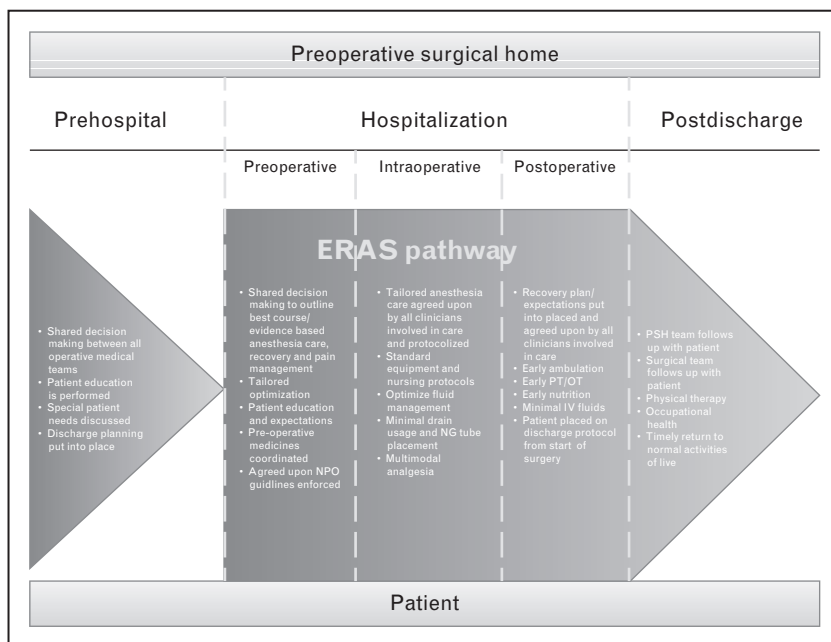 Preoperative surgical home
Prehospital
Hospitalization
Postdischarge
Preoperative
Intraoperative
Postoperative
ERAS pathway
• Shared decision
making between all
operative medical
teams
• Patient education
is performed
• Special patient
needs discussed
• Discharge planning
put into place
• Shared decision
making to outline
best course/
evidence based
anesthesia care,
recovery and pain
management
• Tailored
optimization
• Patient education
and expectations
• Pre-operative
medicines
coordinated
• Agreed upon NPO
guidlines enforced
• Tailored anesthesia
care agreed upon
by all clinicians
involved in care
and protocolized
• Standard
equipment and
nursing protocols
• Optimize fluid
management
• Minimal drain
usage and NG tube
placement
• Multimodal
analgesia
• Recovery plan/
expectations put
into placed and
agreed upon by all
clinicians involved
in care
• Early ambulation
• Early PT/OT
• Early nutrition
• Minimal IV fluids
• Patient placed on
discharge protocol
from start of
surgery
• PSH team follows
up with patient
• Surgical team
follows up with
patient
• Physical therapy
• Occupational
health
• Timely return to
normal activities
of live
Patient